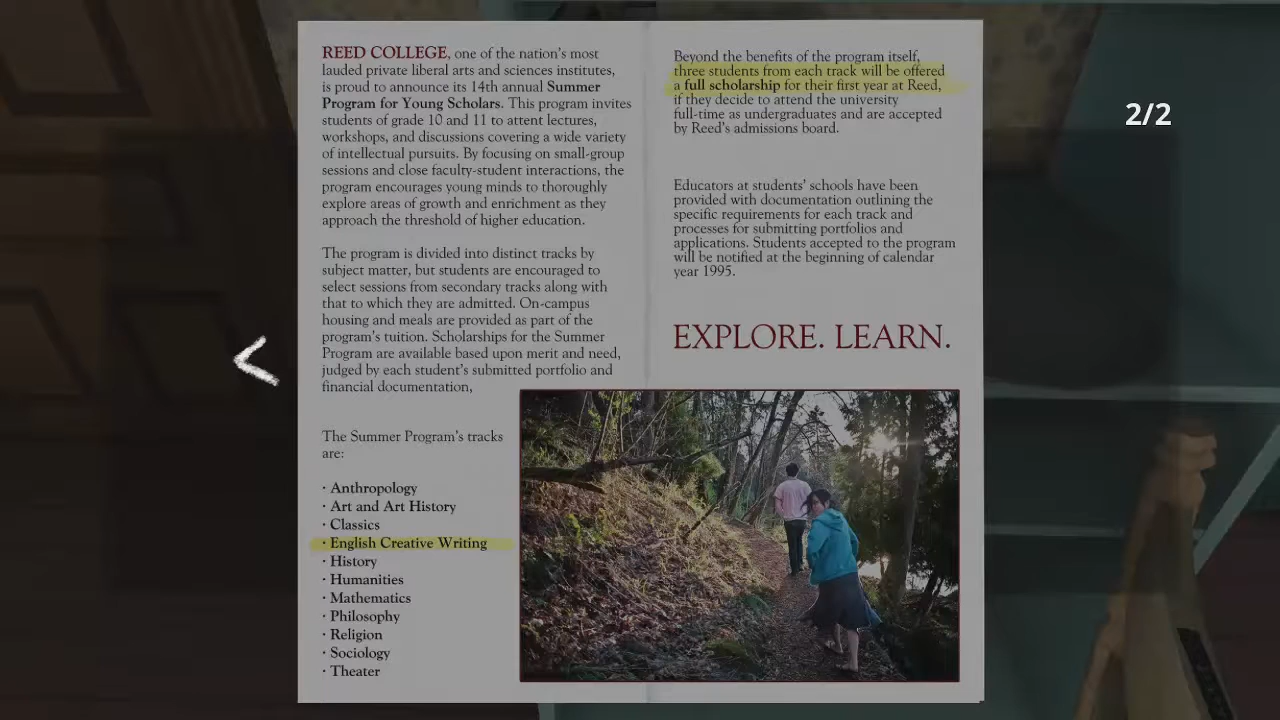 REED COLLEGE, one of the nation's most
lauded private liberal arts and sciences institutes,
is proud to announce its 14th annual Summer
Program for Young Scholars. This program invites
students of grade 10 and 11 to attent lectures,
workshops, and discussions covering a wide variety
of intellectual pursuits. By focusing on small-group
sessions and close faculty-student interactions, the
program encourages young minds to thoroughly
explore areas of growth and enrichment as they
approach the threshold of higher education.
The program is divided into distinct tracks by
subject matter, but students are encouraged to
select sessions from secondary tracks along with
that to which they are admitted. On-campus
housing and meals are provided as part of the
program's tuition. Scholarships for the Summer
Program are available based upon merit and need,
judged by each student's submitted portfolio and
financial documentation,
The Summer Program's tracks
are:
· Anthropology
· Art and Art History
· Classics
· English Creative Writing
· History
· Humanities
· Mathematics
· Philosophy
· Religion
· Sociology
· Theater
Beyond the benefits of the program itself,
three students from each track will be offered
a full scholarship for their first year at Reed,
if they decide to attend the university
full-time as undergraduates and are accepted
by Reed's admissions board.
Educators at students' schools have been
provided with documentation outlining the
specific requirements for each track and
processes for submitting portfolios and
applications. Students accepted to the program
will be notified at the beginning of calendar
year 1995.
EXPLORE. LEARN.
2/2